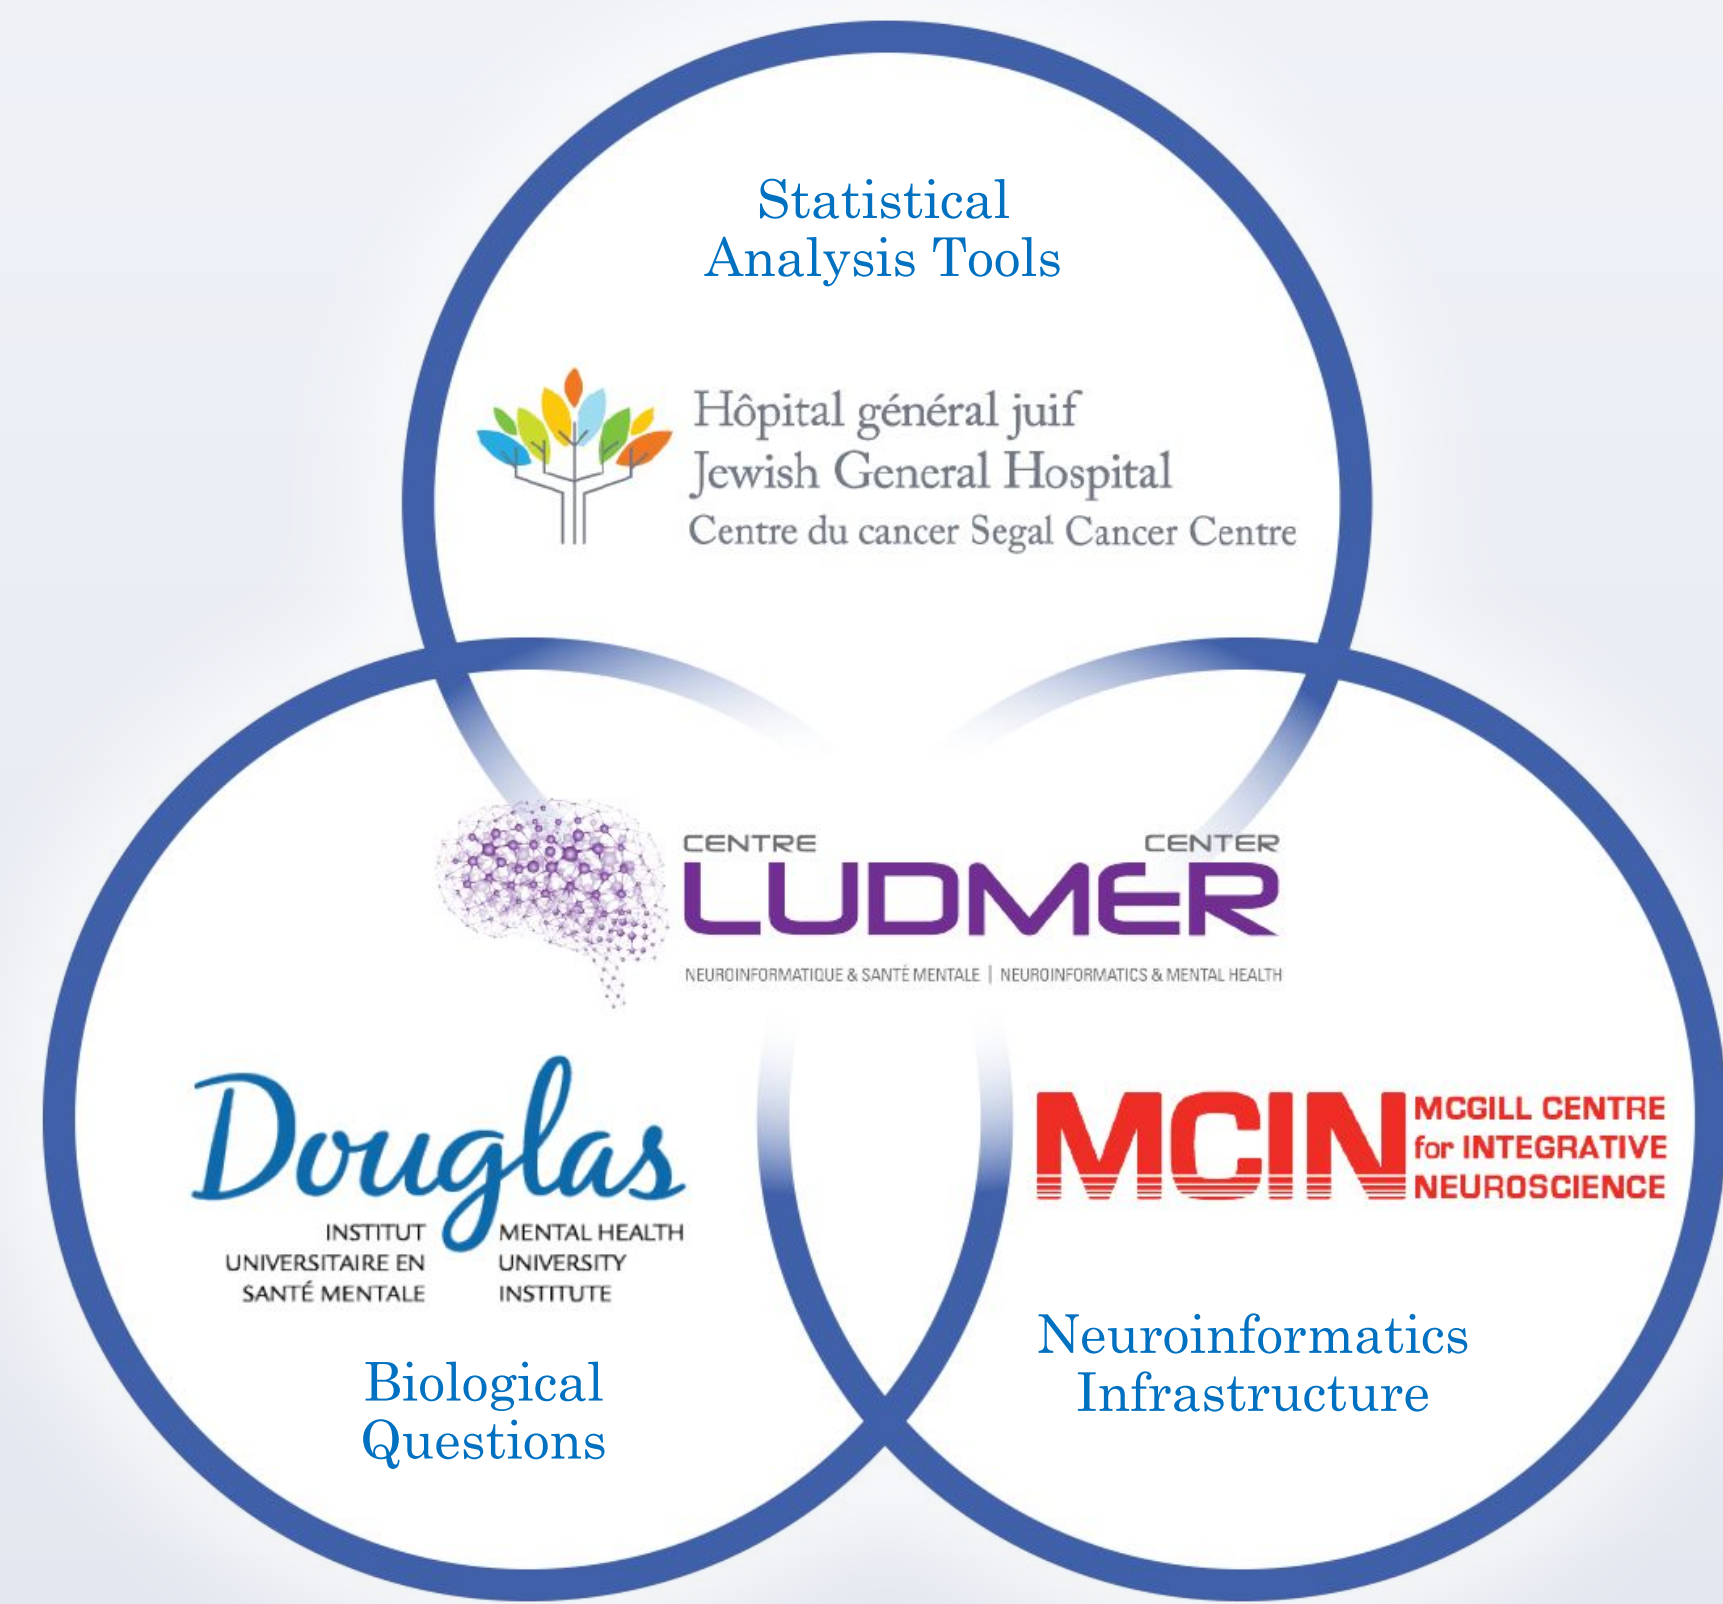 Statistical
Analysis Tools
Hôpital général juif
Jewish General Hospital
Centre du cancer Segal Cancer Centre
CENTRE CENTER
LUDMER
NEUROINFORMATIQUE & SANTÉ MENTALE | NEUROINFORMATICS & MENTAL HEALTH
Douglas
INSTITUT
UNIVERSITAIRE EN
SANTÉ MENTALE
MENTAL HEALTH
UNIVERSITY
INSTITUTE
Biological
Questions
MCIN
MCGILL CENTRE
for INTEGRATIVE
NEUROSCIENCE
Neuroinformatics
Infrastructure